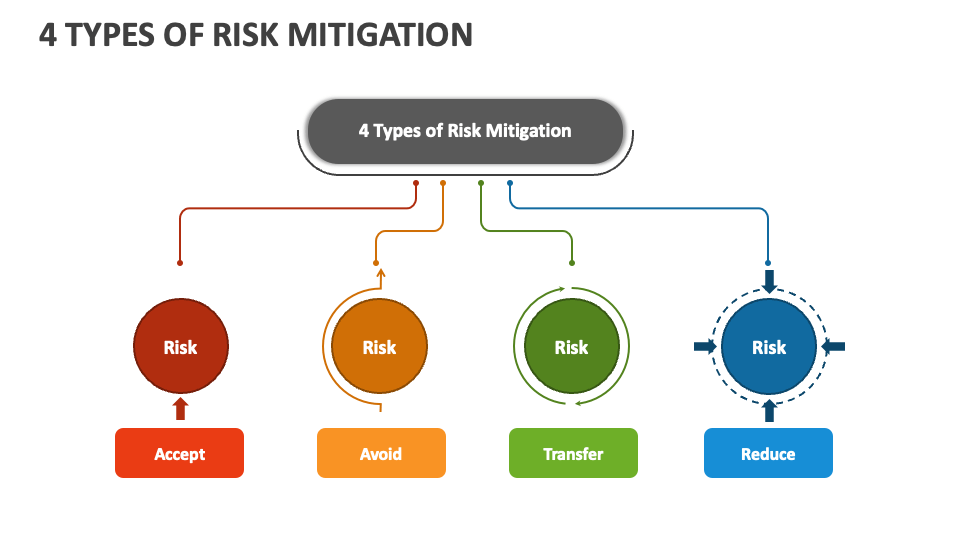 4 TYPES OF RISK MITIGATION
4 Types of Risk Mitigation
Risk
Risk
Risk
Risk
Accept
Avoid
Transfer
Reduce